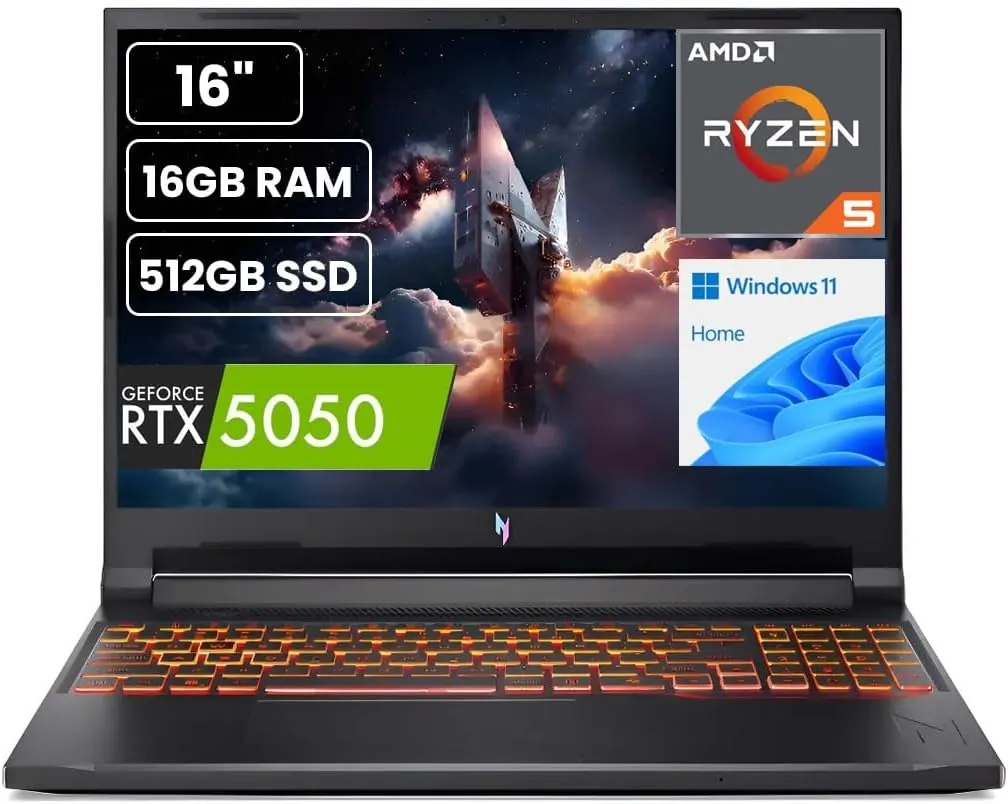 16"
16GB RAM
512GB SSD
GEFORCE
RTX 5050
AMD
RYZEN
5
Windows 11
Home